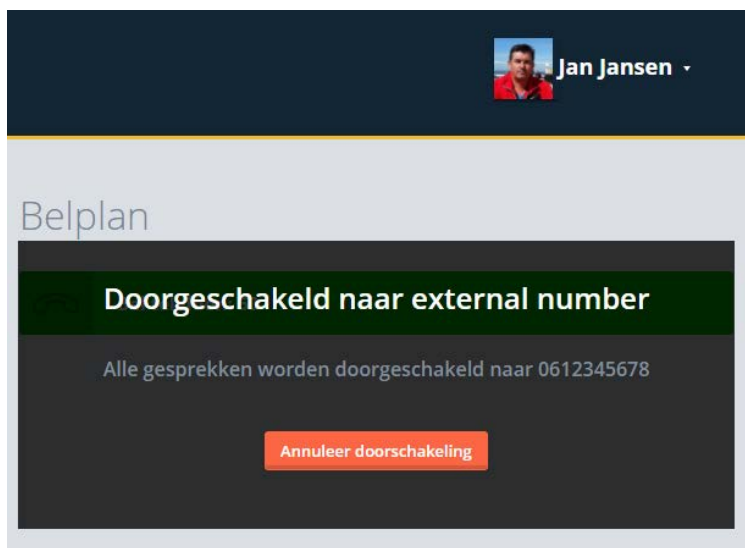 Jan Jansen
Belplan
Doorgeschakeld naar external number
Alle gesprekken worden doorgeschakeld naar 0612345678
Annuleer doorschakeling